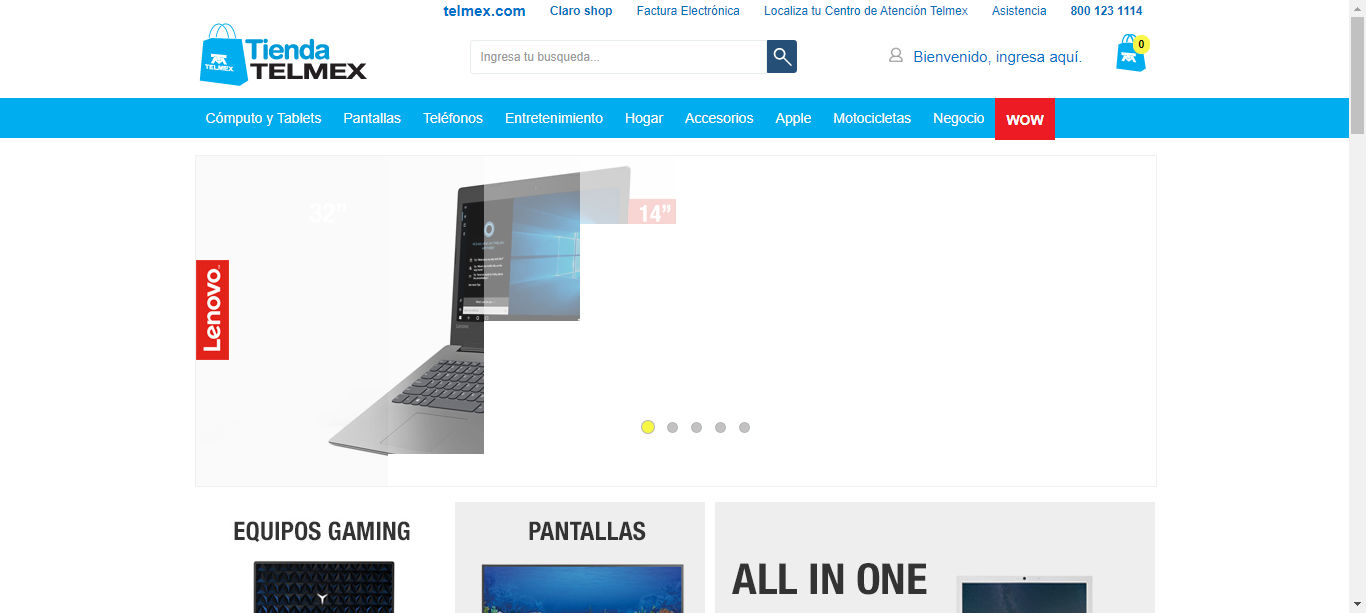 telmex.com Claro shop Factura Electrónica Localiza tu Centro de Atención Telmex Asistencia 800 123 1114
Tienda
TELMEX
TELMEX
Ingresa tu busqueda...
Bienvenido, ingresa aquí.
0
Cómputo y Tablets Pantallas Teléfonos Entretenimiento Hogar Accesorios Apple Motocicletas Negocio WOW
32”
14”
Lenovo
EQUIPOS GAMING
PANTALLAS
ALL IN ONE